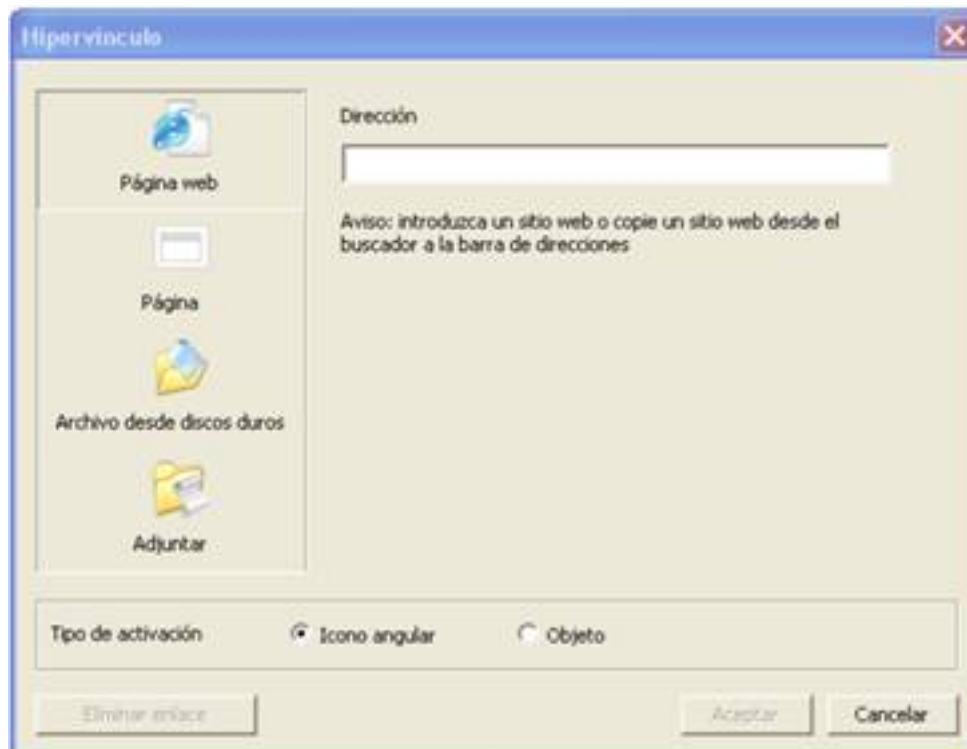 Hipervínculo
Página web
Página
Archivo desde discos duros
Adjuntar
Dirección
Aviso: introduzca un sitio web o copie un sitio web desde el
buscador a la barra de direcciones
Tipo de activación Icono angular Objeto
Eliminar enlace Aceptar Cancelar